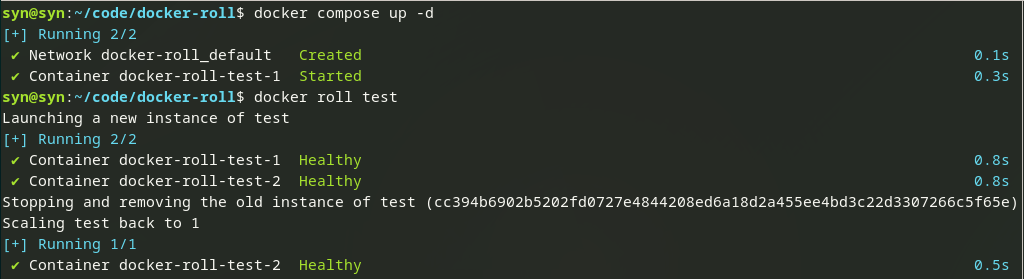 syn@syn:~/code/docker-roll$ docker compose up -d
[+] Running 2/2
✔ Network docker-roll_default   Created   0.1s
✔ Container docker-roll-test-1  Started   0.3s
syn@syn:~/code/docker-roll$ docker roll test
Launching a new instance of test
[+] Running 2/2
✔ Container docker-roll-test-1  Healthy   0.8s
✔ Container docker-roll-test-2  Healthy   0.8s
Stopping and removing the old instance of test (cc394b6902b5202fd0727e4844208ed6a18d2a455ee4bd3c22d3307266c5f65e)
Scaling test back to 1
[+] Running 1/1
✔ Container docker-roll-test-2  Healthy   0.5s